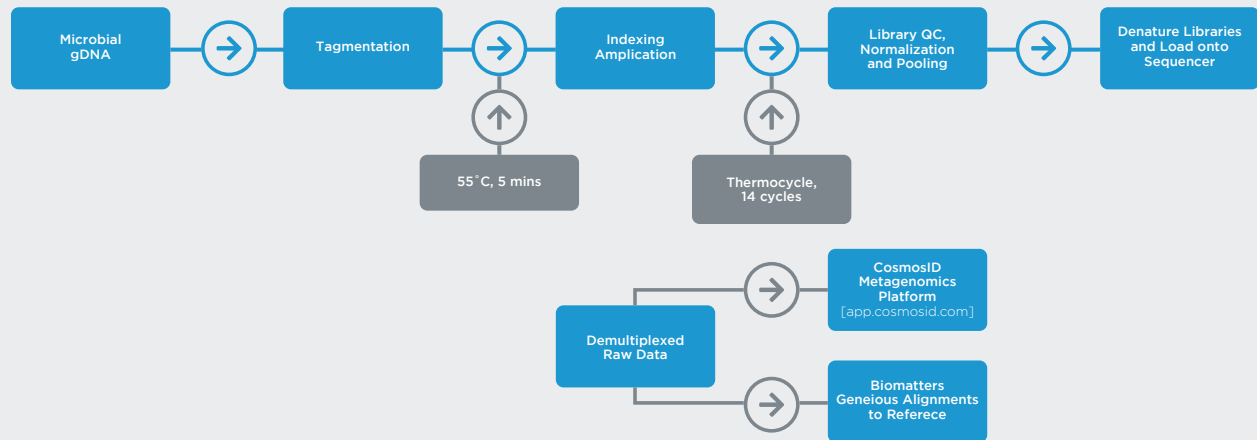 Microbial
gDNA
Tagmentation
Indexing
Amplication
Library QC,
Normalization
and Pooling
Denature Libraries
and Load onto
Sequencer
55˚C, 5 mins
Thermocycle,
14 cycles
CosmosID
Metagenomics
Platform
[app.cosmosid.com]
Demultiplexed
Raw Data
Biomatters
Geneious Alignments
to Referece